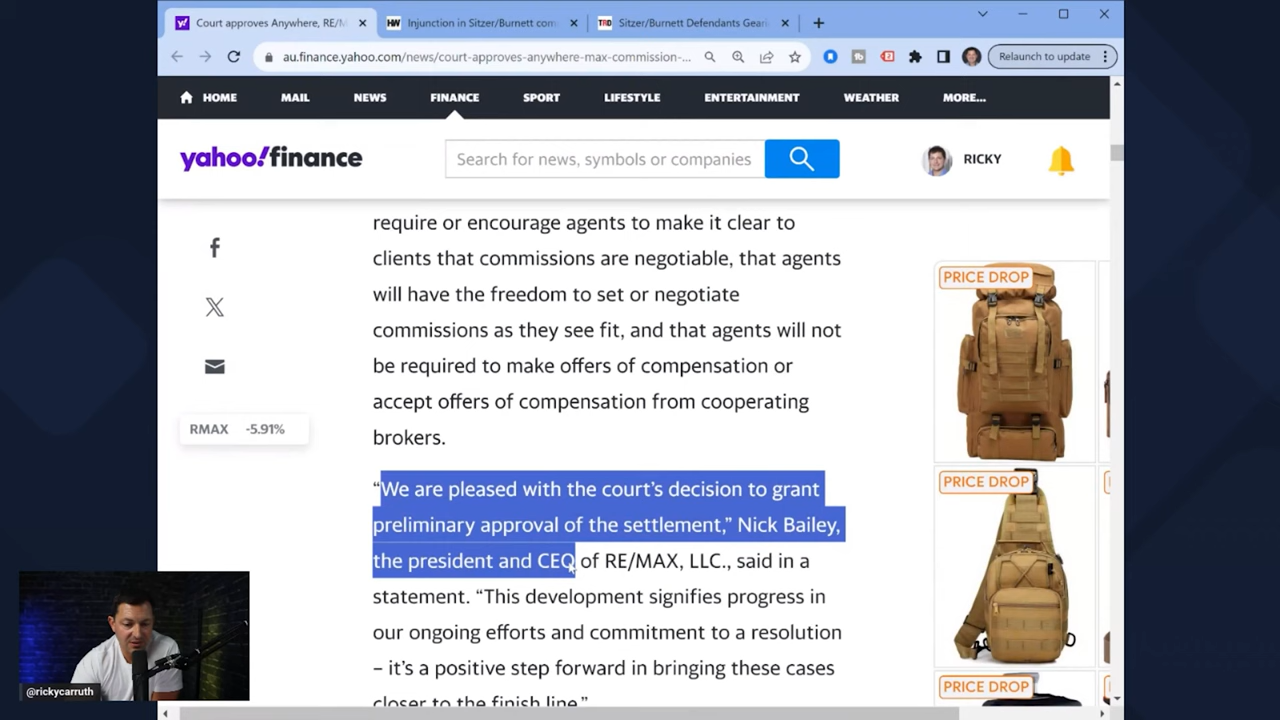 Court approves Anywhere, RE/M
Injunction in Sitzer/Burnett com
Sitzer/Burnett Defendants Geari
au.finance.yahoo.com/news/court-approves-anywhere-max-commission-...
Relaunch to update
HOME
MAIL
NEWS
FINANCE
SPORT
LIFESTYLE
ENTERTAINMENT
WEATHER
MORE...
yahoo!finance
Search for news, symbols or companies
RICKY
require or encourage agents to make it clear to
clients that commissions are negotiable, that agents
will have the freedom to set or negotiate
commissions as they see fit, and that agents will not
be required to make offers of compensation or
accept offers of compensation from cooperating
brokers.
RMAX -5.91%
“We are pleased with the court’s decision to grant
preliminary approval of the settlement,” Nick Bailey,
the president and CEO of RE/MAX, LLC., said in a
statement. “This development signifies progress in
our ongoing efforts and commitment to a resolution
– it’s a positive step forward in bringing these cases
closer to the finish line.”
PRICE DROP
PRICE DROP
PRICE DROP
@rickycarruth